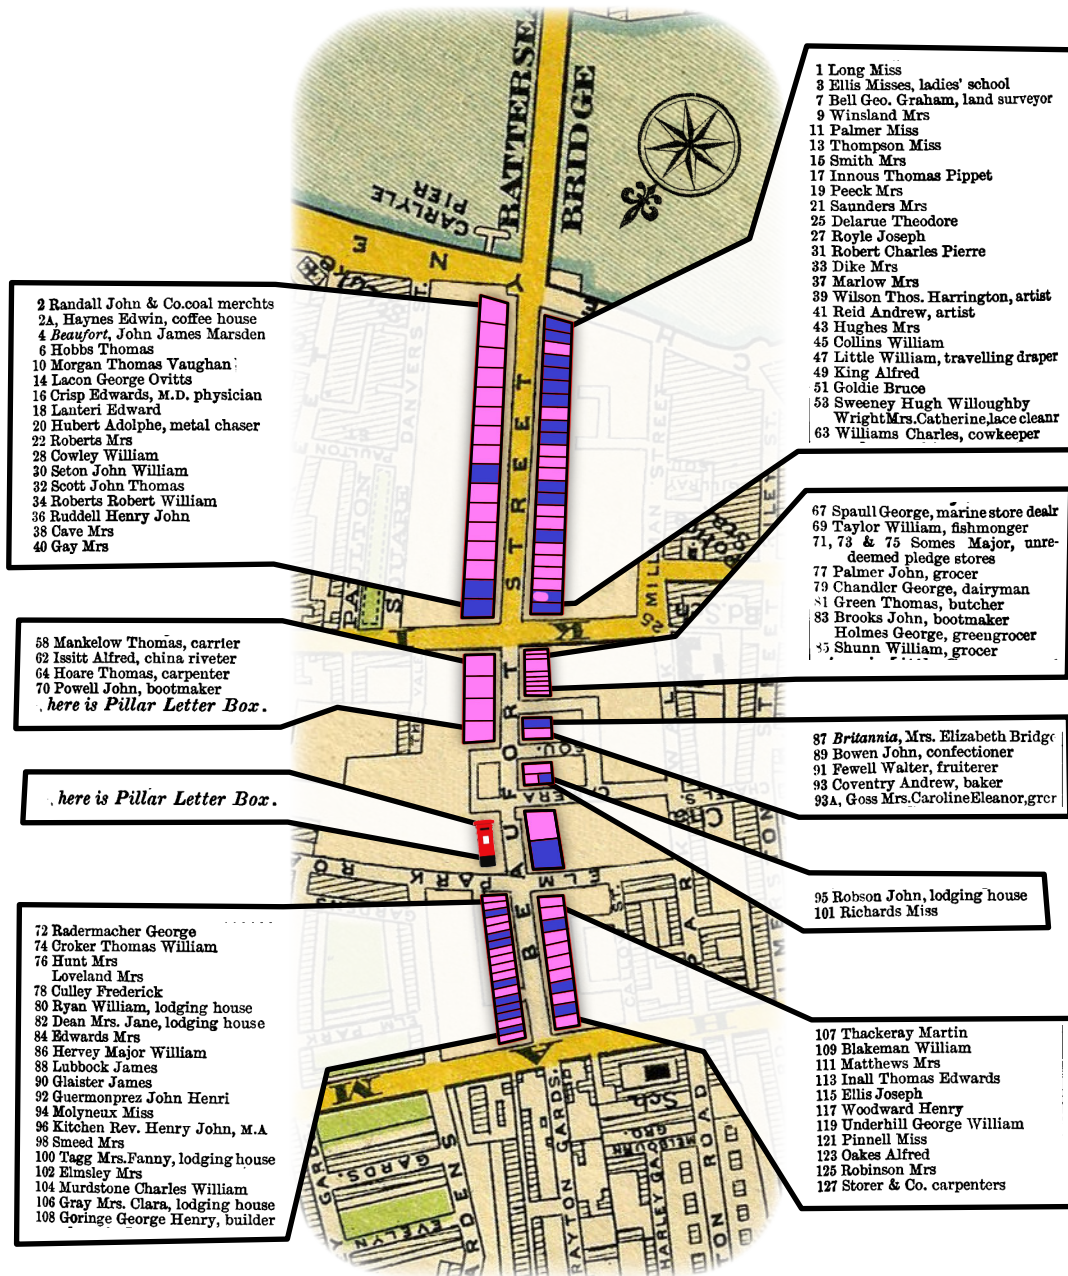 BATTERSEA
BRIDGE
CARLYLE
PIER
1 Long Miss
3 Ellis Misses, ladies' school
7 Bell Geo. Graham, land surveyor
9 Winsland Mrs
11 Palmer Miss
13 Thompson Miss
15 Smith Mrs
17 Innous Thomas Pippet
19 Peeck Mrs
21 Saunders Mrs
25 Delarue Theodore
27 Royle Joseph
31 Robert Charles Pierre
33 Dike Mrs
37 Marlow Mrs
39 Wilson Thos. Harrington, artist
41 Reid Andrew, artist
43 Hughes Mrs
45 Collins William
47 Little William, travelling draper
49 King Alfred
51 Goldie Bruce
53 Sweeney Hugh Willoughby
Wright Mrs. Catherine, lace cleanr
63 Williams Charles, cowkeeper
2 Randall John & Co. coal merchts
2A, Haynes Edwin, coffee house
4 Beaufort, John James Marsden
6 Hobbs Thomas
10 Morgan Thomas Vaughan
14 Lacon George Ovitts
16 Crisp Edwards, M.D. physician
18 Lanteri Edward
20 Hubert Adolphe, metal chaser
22 Roberts Mrs
28 Cowley William
30 Seton John William
32 Scott John Thomas
34 Roberts Robert William
36 Ruddell Henry John
38 Cave Mrs
40 Gay Mrs
67 Spaull George, marine store dealr
69 Taylor William, fishmonger
71, 73 & 75 Somes Major, unre-
deemed pledge stores
77 Palmer John, grocer
79 Chandler George, dairyman
81 Green Thomas, butcher
83 Brooks John, bootmaker
Holmes George, greengrocer
85 Shunn William, grocer
58 Mankelow Thomas, carrier
62 Issitt Alfred, china riveter
64 Hoare Thomas, carpenter
70 Powell John, bootmaker
here is Pillar Letter Box.
87 Britannia, Mrs. Elizabeth Bridge
89 Bowen John, confectioner
91 Fewell Walter, fruiterer
93 Coventry Andrew, baker
93A, Goss Mrs. Caroline Eleanor, grcr
here is Pillar Letter Box.
95 Robson John, lodging house
101 Richards Miss
72 Radermacher George
74 Croker Thomas William
76 Hunt Mrs
Loveland Mrs
78 Culley Frederick
80 Ryan William, lodging house
82 Dean Mrs. Jane, lodging house
84 Edwards Mrs
86 Hervey Major William
88 Lubbock James
90 Glaister James
92 Guermonprez John Henri
94 Molyneux Miss
96 Kitchen Rev. Henry John, M.A
98 Smeed Mrs
100 Tagg Mrs. Fanny, lodging house
102 Elmsley Mrs
104 Murdstone Charles William
106 Gray Mrs. Clara, lodging house
108 Goringe George Henry, builder
107 Thackeray Martin
109 Blakeman William
111 Matthews Mrs
113 Inall Thomas Edwards
115 Ellis Joseph
117 Woodward Henry
119 Underhill George William
121 Pinnell Miss
123 Oakes Alfred
125 Robinson Mrs
127 Storer & Co. carpenters
BEAUFORT STREET
DANVERS ST.
PAULTON
SQUARE
MILLMAN STREET
ELM PARK RO
GARDS.
EVELYN
GARDENS
Sch.
MELBOURN
GRO.
HARLEY GA
ROAD